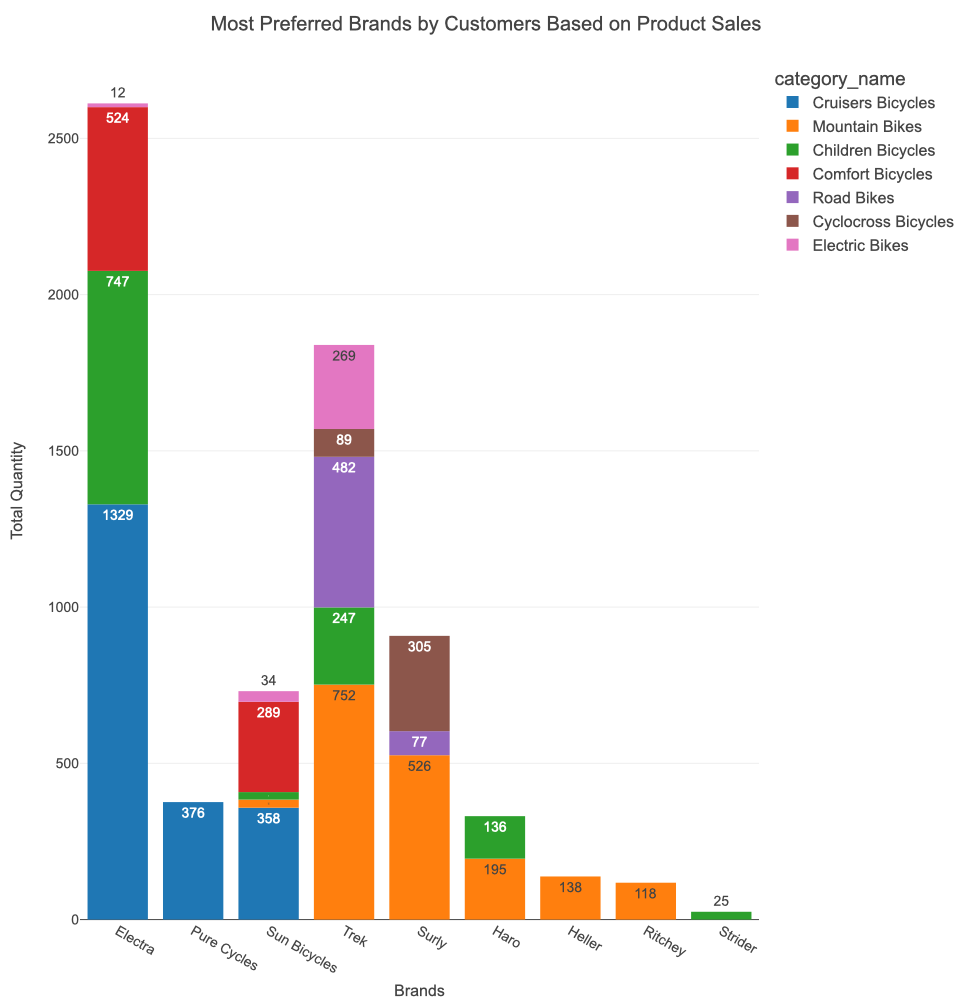 Most Preferred Brands by Customers Based on Product Sales
category_name
Cruisers Bicycles
Mountain Bikes
Children Bicycles
Comfort Bicycles
Road Bikes
Cyclocross Bicycles
Electric Bikes
Total Quantity
2500
2000
1500
1000
500
0
12
524
747
1329
376
34
289
358
269
89
482
247
752
305
77
526
136
195
138
118
25
Electra
Pure Cycles
Sun Bicycles
Trek
Surly
Haro
Heller
Ritchey
Strider
Brands